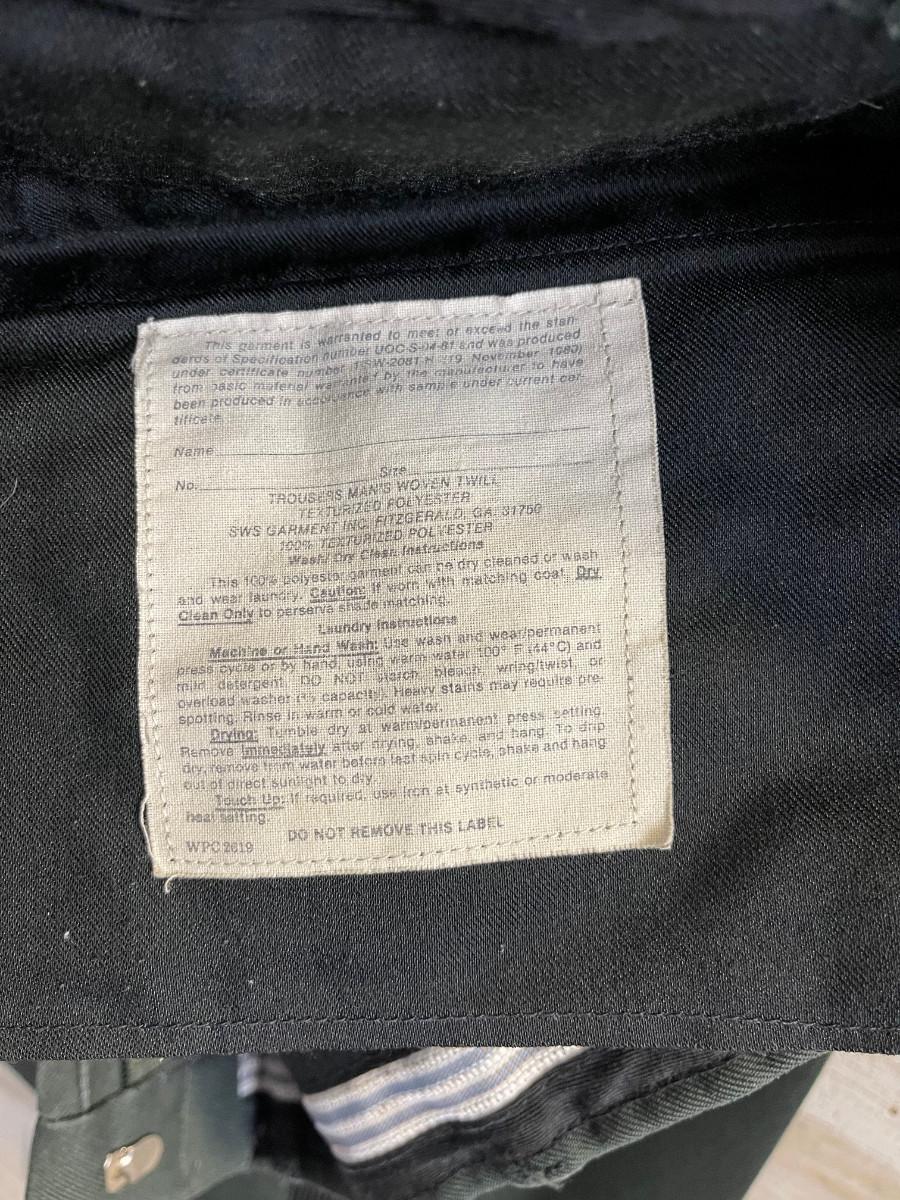 This garment is warranted to meet or exceed the stan-
dards of Specification number UOC-S-04-81 and was produced
under certificate number (19 November 1980)
from basic material warranted by the manufacturer to have
been produced in accordance with sample under current cer-
tificate.
Name
No. Size
TROUSERS MAN'S WOVEN TWILL
TEXTURIZED POLYESTER
SWS GARMENT INC. FITZGERALD, GA. 31750
100% TEXTURIZED POLYESTER
Wash/Dry Clean Instructions
This 100% polyester garment can be dry cleaned or wash
and wear laundry. Caution: If worn with matching coat, Dry
Clean Only to perserve shade matching.
Laundry Instructions
Machine or Hand Wash: Use wash and wear/permanent
press cycle or by hand, using warm water 100° F (44°C) and
mild detergent. DO NOT starch, bleach, wring/twist, or
overload washer capacity). Heavy stains may require pre-
spotting. Rinse in warm or cold water.
Drying: Tumble dry at warm/permanent press setting.
Remove immediately after drying, shake, and hang. To drip
dry, remove from water before last spin cycle, shake and hang
out of direct sunlight to dry.
Touch Up: If required, use iron at synthetic or moderate
heat setting.
DO NOT REMOVE THIS LABEL
WPC 2619